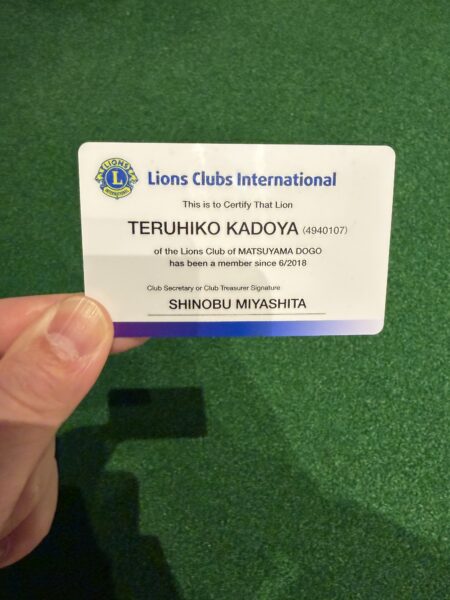 LIONS
L
INTERNATIONAL
Lions Clubs International
This is to Certify That Lion
TERUHIKO KADOYA (4940107)
of the Lions Club of MATSUYAMA DOGO
has been a member since 6/2018
Club Secretary or Club Treasurer Signature
SHINOBU MIYASHITA